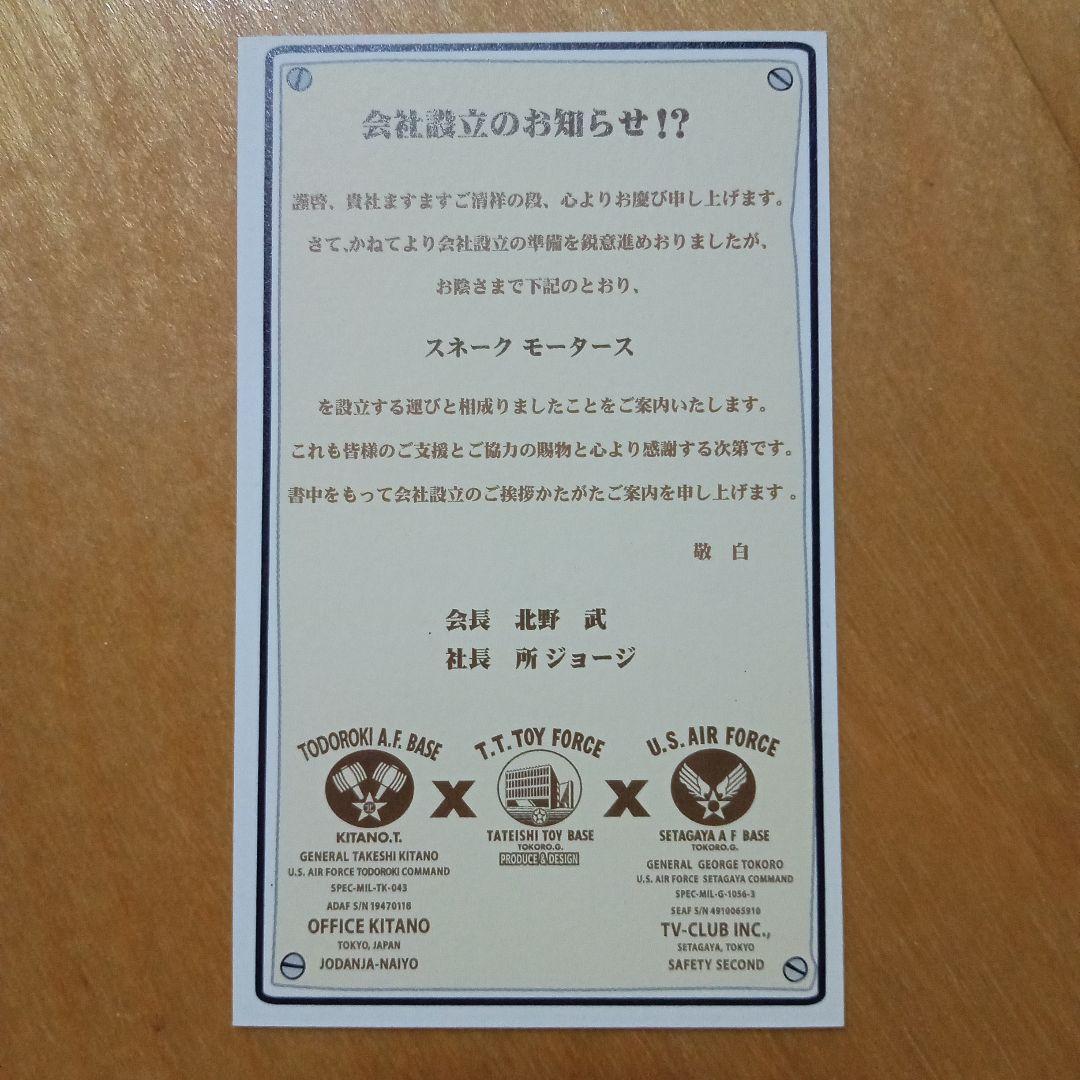 会社設立のお知らせ!?
謹啓、貴社ますますご清祥の段、心よりお慶び申し上げます。
さて、かねてより会社設立の準備を鋭意進めおりましたが、
お陰さまで下記のとおり、
スネーク モータース
を設立する運びと相成りましたことをご案内いたします。
これも皆様のご支援とご協力の賜物と心より感謝する次第です。
書中をもって会社設立のご挨拶かたがたご案内を申し上げます。
敬 白
会長 北野 武
社長 所 ジョージ
TODOROKI A.F. BASE
北
KITANO.T.
GENERAL TAKESHI KITANO
U.S. AIR FORCE TODOROKI COMMAND
SPEC-MIL-TK-043
ADAF S/N 19470118
OFFICE KITANO
TOKYO, JAPAN
JODANJA-NAIYO
X
T.T. TOY FORCE
TATEISHI TOY BASE
TOKORO.G.
PRODUCE & DESIGN
X
U.S. AIR FORCE
SETAGAYA A F BASE
TOKORO.G.
GENERAL GEORGE TOKORO
U.S. AIR FORCE SETAGAYA COMMAND
SPEC-MIL-G-1056-3
SEAF S/N 4910065910
TV-CLUB INC.,
SETAGAYA, TOKYO
SAFETY SECOND